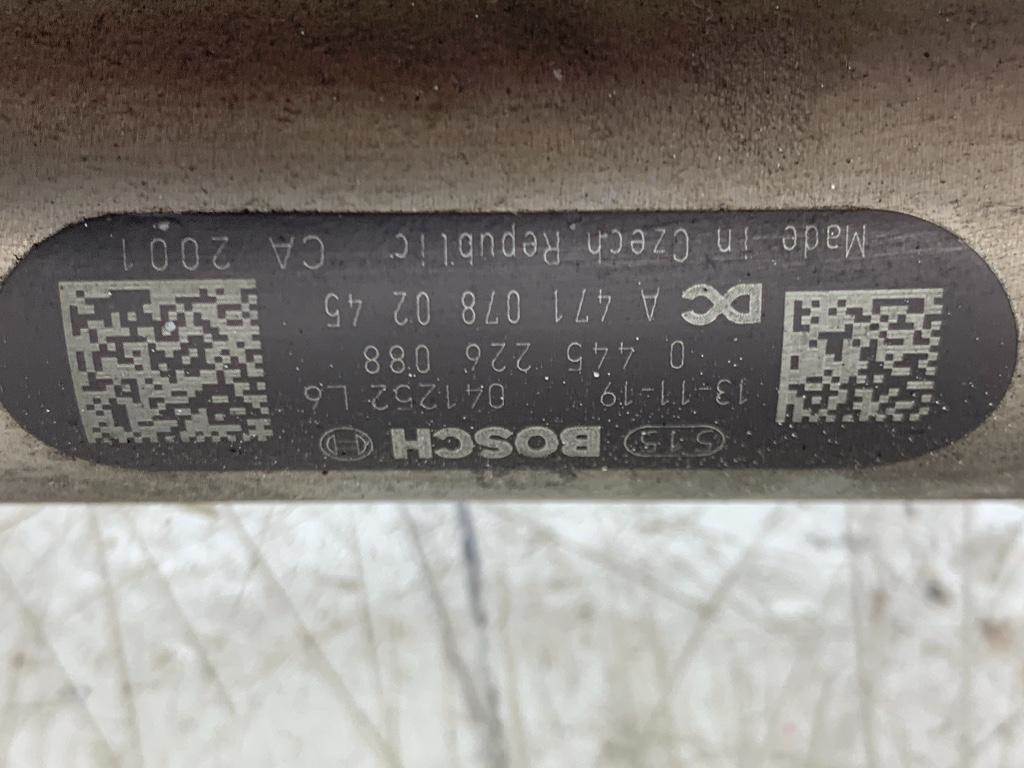 513 BOSCH
13-11-19 041252 L6
0 445 226 088
DC A 471 078 02 45
Made in Czech Republic CA 2001